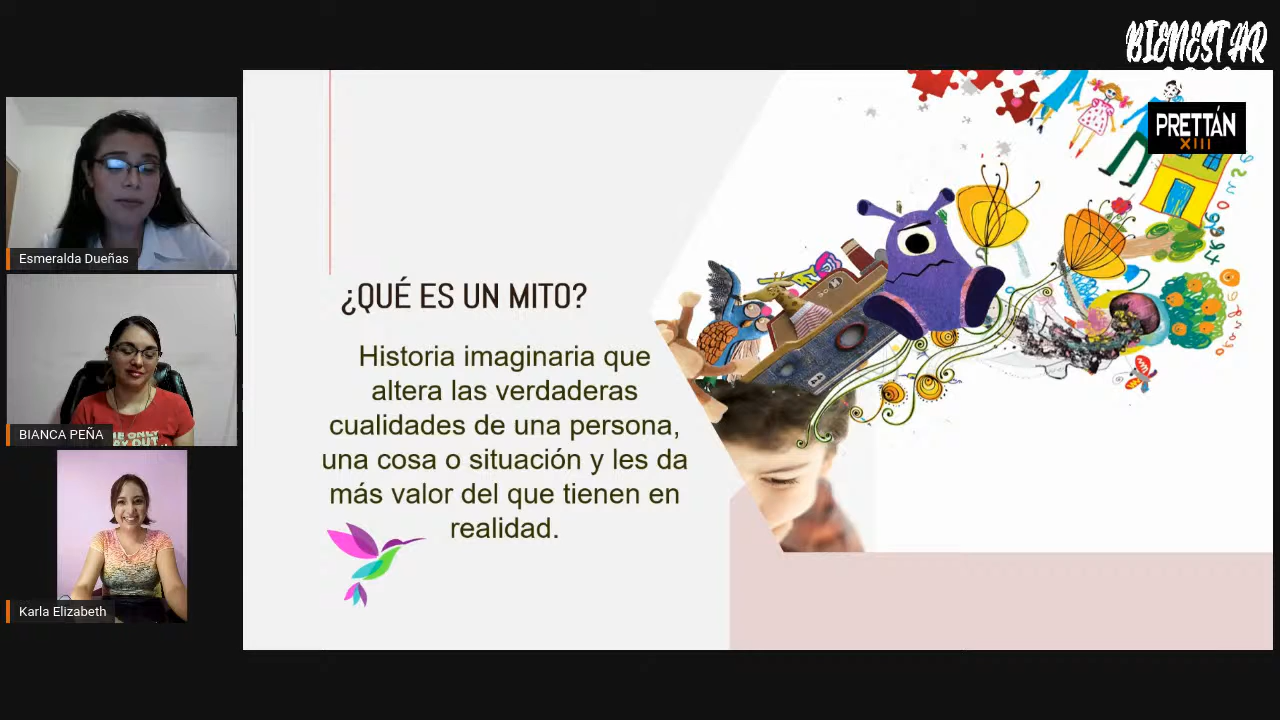 BIENESTAR
PRETTÁN
XIII
Esmeralda Dueñas
BIANCA PEÑA
Karla Elizabeth
¿QUÉ ES UN MITO?
Historia imaginaria que
altera las verdaderas
cualidades de una persona,
una cosa o situación y les da
más valor del que tienen en
realidad.